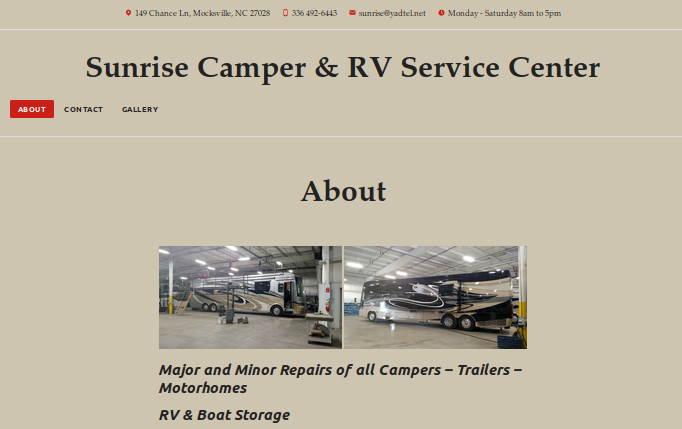 149 Chance Ln, Mocksville, NC 27028 336 492-6443 sunrise@yadtel.net Monday - Saturday 8am to 5pm
Sunrise Camper & RV Service Center
ABOUT CONTACT GALLERY
About
Major and Minor Repairs of all Campers – Trailers –
Motorhomes
RV & Boat Storage